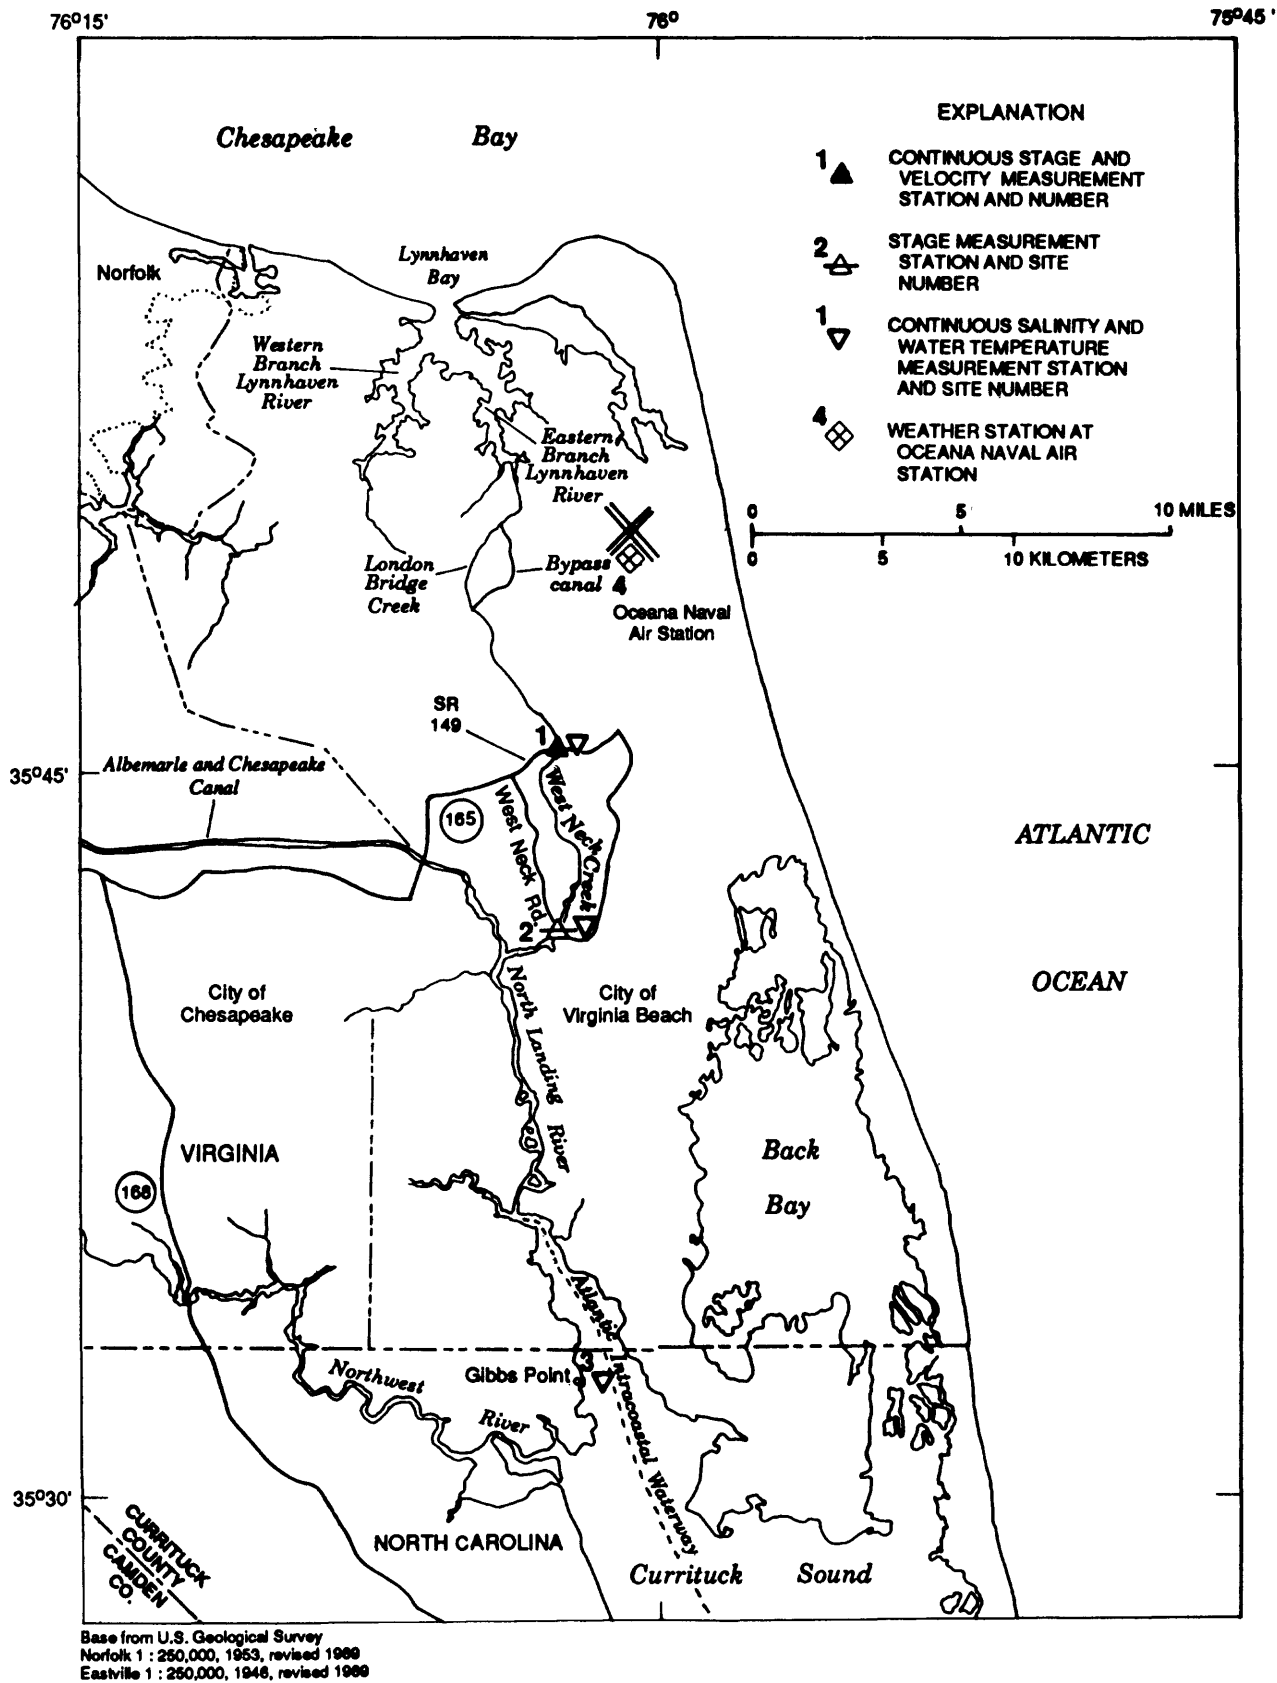 76°15'
76°
75°45'
EXPLANATION
1
CONTINUOUS STAGE AND
VELOCITY MEASUREMENT
STATION AND NUMBER
2
STAGE MEASUREMENT
STATION AND SITE
NUMBER
1
CONTINUOUS SALINITY AND
WATER TEMPERATURE
MEASUREMENT STATION
AND SITE NUMBER
4
WEATHER STATION AT
OCEANA NAVAL AIR
STATION
0 5 10 MILES
0 5 10 KILOMETERS
Chesapeake Bay
Lynnhaven
Bay
Norfolk
Western
Branch
Lynnhaven
River
Eastern
Branch
Lynnhaven
River
London
Bridge
Creek
Bypass
canal
4
Oceana Naval
Air Station
SR
149
1
35°45'
Albemarle and Chesapeake
Canal
165
West Neck Rd.
West Neck Creek
2
ATLANTIC
OCEAN
City of
Chesapeake
City of
Virginia Beach
North Landing River
VIRGINIA
168
Back
Bay
Atlantic Intracoastal Waterway
3
Gibbs Point
Northwest
River
35°30'
CURRITUCK
COUNTY
CAMDEN
CO.
NORTH CAROLINA
Currituck Sound
Base from U.S. Geological Survey
Norfolk 1 : 250,000, 1953, revised 1969
Eastville 1 : 250,000, 1946, revised 1969